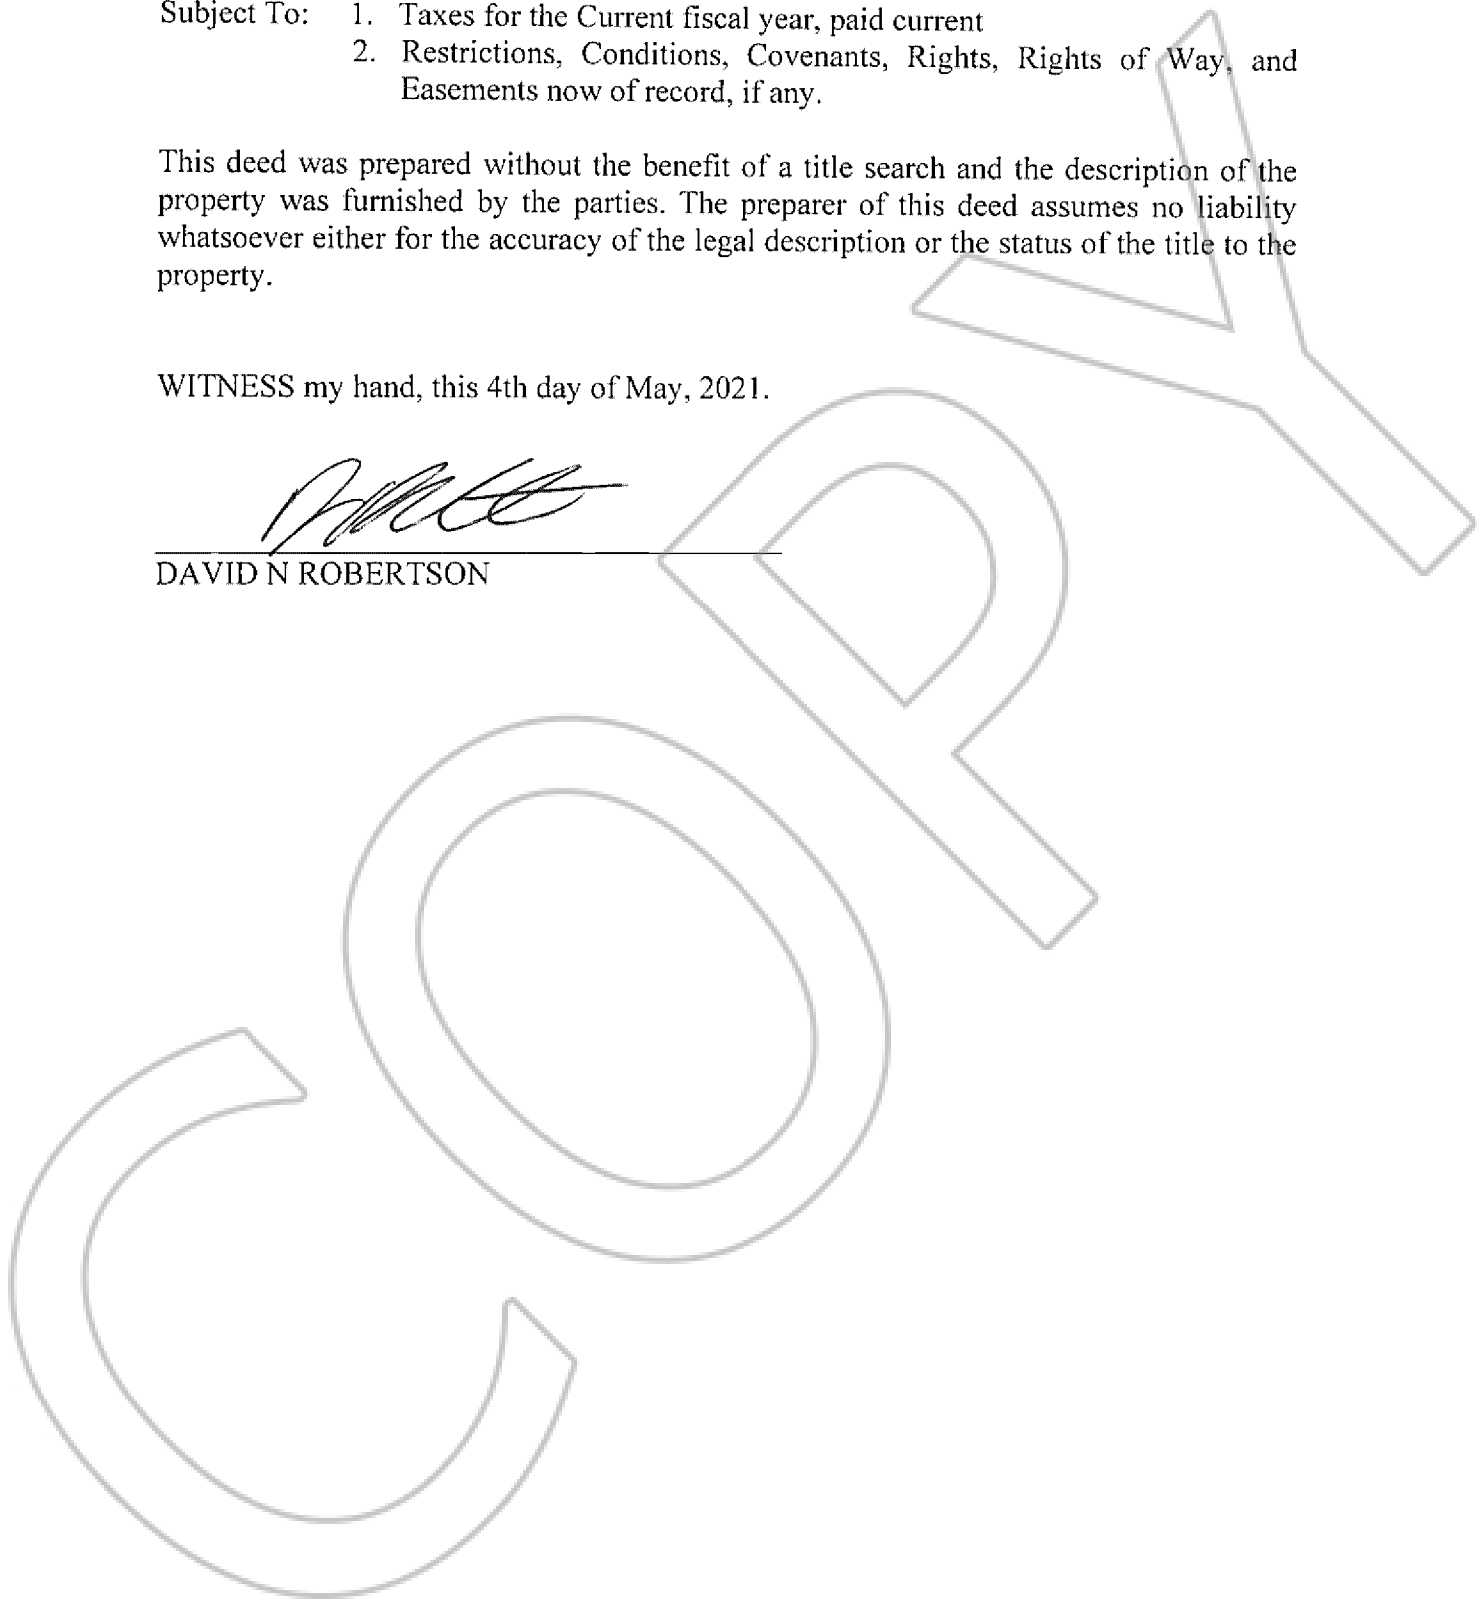 Subject To: 1. Taxes for the Current fiscal year, paid current
2. Restrictions, Conditions, Covenants, Rights, Rights of Way, and
Easements now of record, if any.
This deed was prepared without the benefit of a title search and the description of the
property was furnished by the parties. The preparer of this deed assumes no liability
whatsoever either for the accuracy of the legal description or the status of the title to the
property.
WITNESS my hand, this 4th day of May, 2021.
DAVID N ROBERTSON
COPY